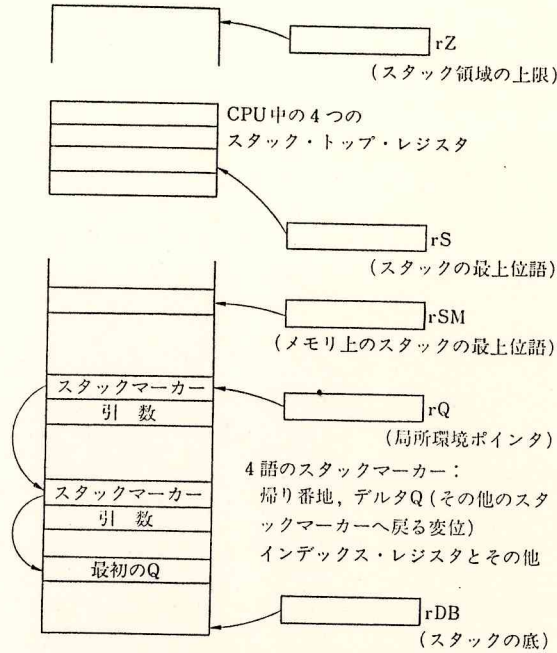 rZ
(スタック領域の上限)
CPU中の4つの
スタック・トップ・レジスタ
rS
(スタックの最上位語)
rSM
(メモリ上のスタックの最上位語)
スタックマーカー
引 数
rQ
(局所環境ポインタ)
4語のスタックマーカー:
帰り番地, デルタQ(その他のスタ
ックマーカーへ戻る変位)
インデックス・レジスタとその他
スタックマーカー
引 数
最初のQ
rDB
(スタックの底)